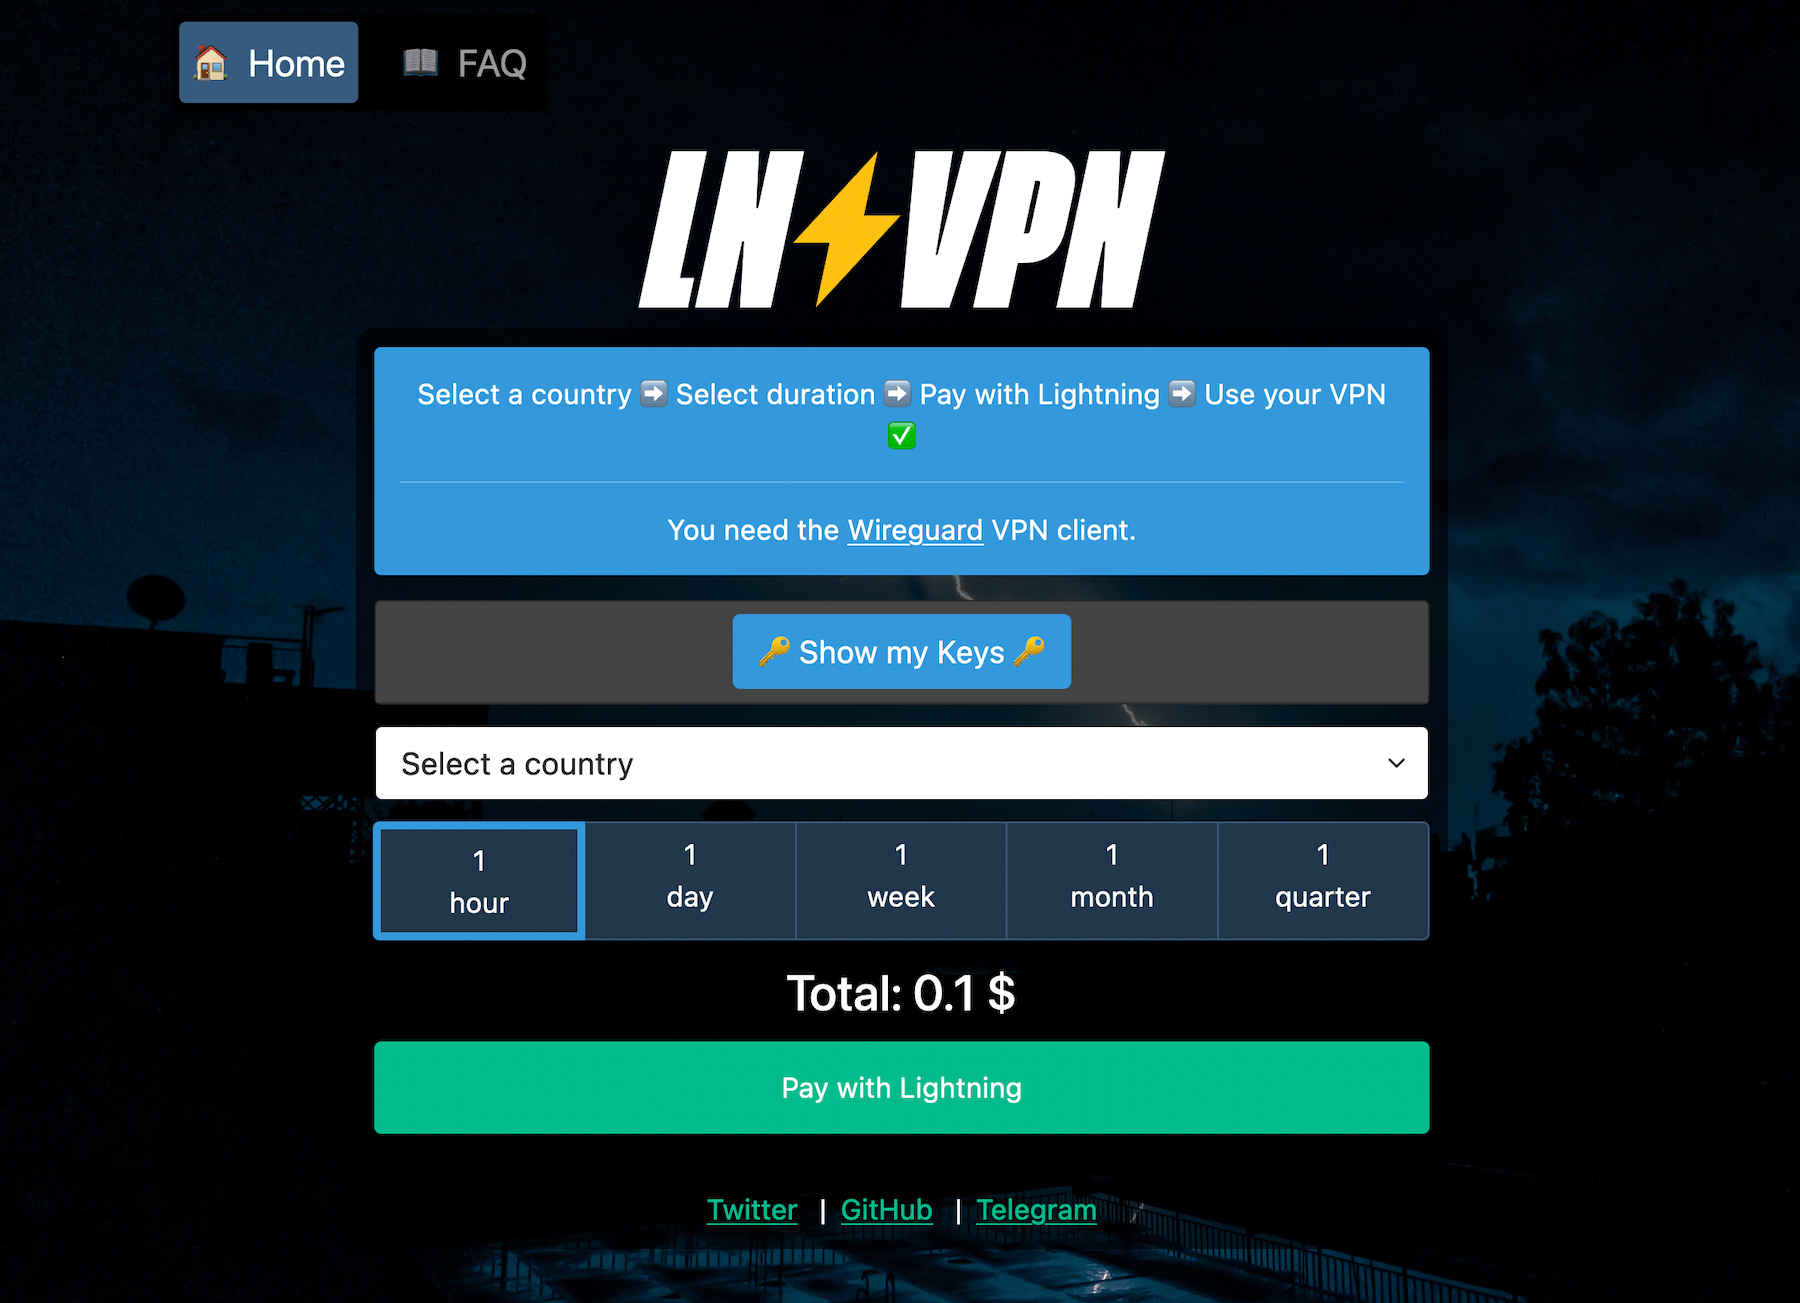 🏠 Home
📖 FAQ
LN⚡VPN
Select a country ➡️ Select duration ➡️ Pay with Lightning ➡️ Use your VPN
✅
You need the Wireguard VPN client.
🔑 Show my Keys 🔑
Select a country
1 hour
1 day
1 week
1 month
1 quarter
Total: 0.1 $
Pay with Lightning
Twitter | GitHub | Telegram